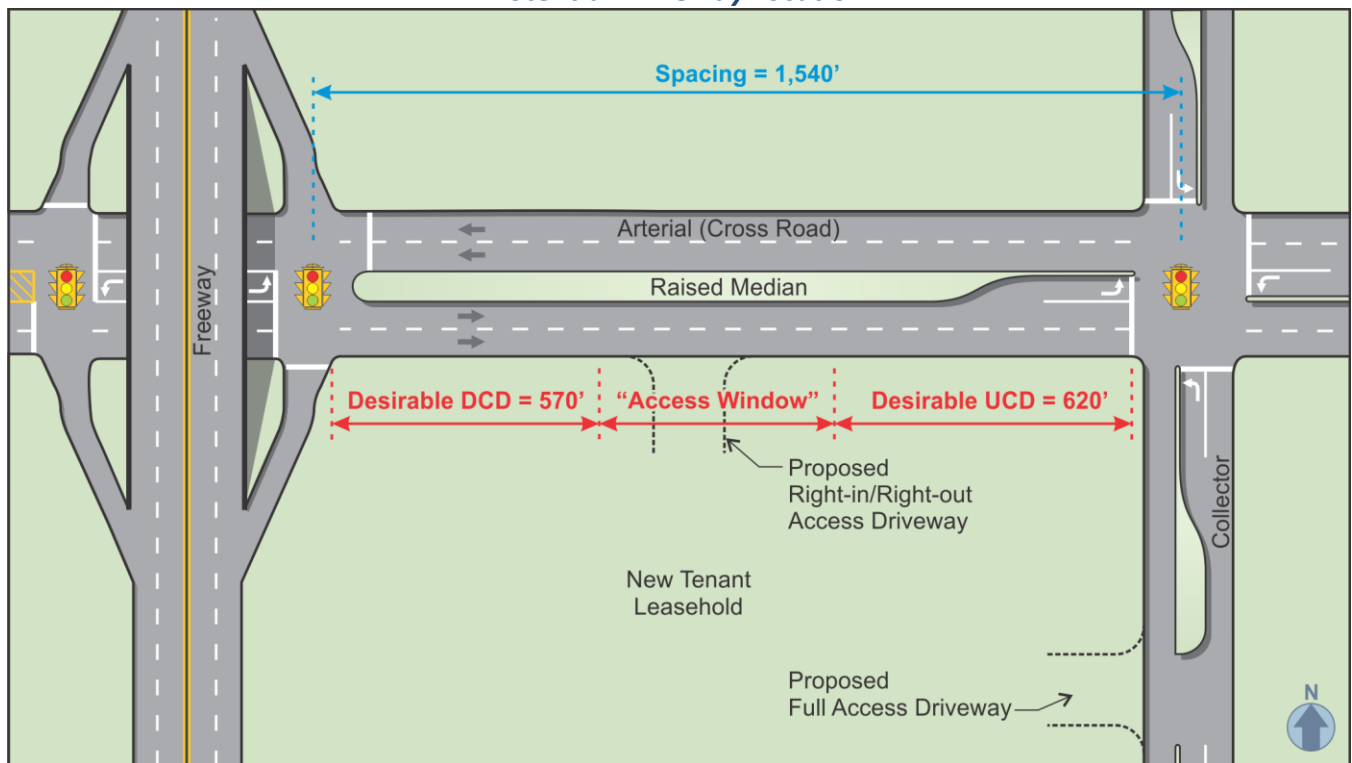 Spacing = 1,540’
Arterial (Cross Road)
Freeway
Raised Median
Desirable DCD = 570’
“Access Window”
Desirable UCD = 620’
Proposed
Right-in/Right-out
Access Driveway
Collector
New Tenant
Leasehold
Proposed
Full Access Driveway
N